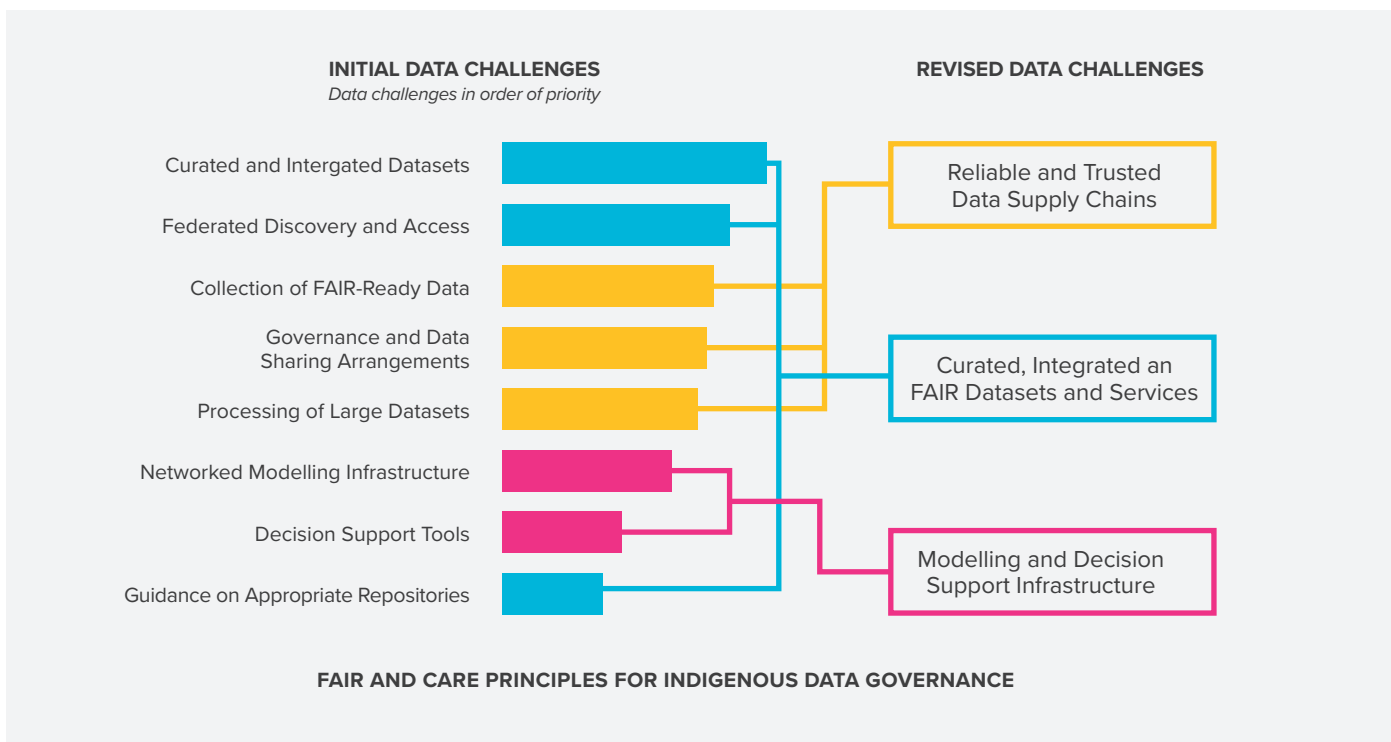 INITIAL DATA CHALLENGES
Data challenges in order of priority
Curated and Intergated Datasets
Federated Discovery and Access
Collection of FAIR-Ready Data
Governance and Data
Sharing Arrangements
Processing of Large Datasets
Networked Modelling Infrastructure
Decision Support Tools
Guidance on Appropriate Repositories
REVISED DATA CHALLENGES
Reliable and Trusted
Data Supply Chains
Curated, Integrated an
FAIR Datasets and Services
Modelling and Decision
Support Infrastructure
FAIR AND CARE PRINCIPLES FOR INDIGENOUS DATA GOVERNANCE